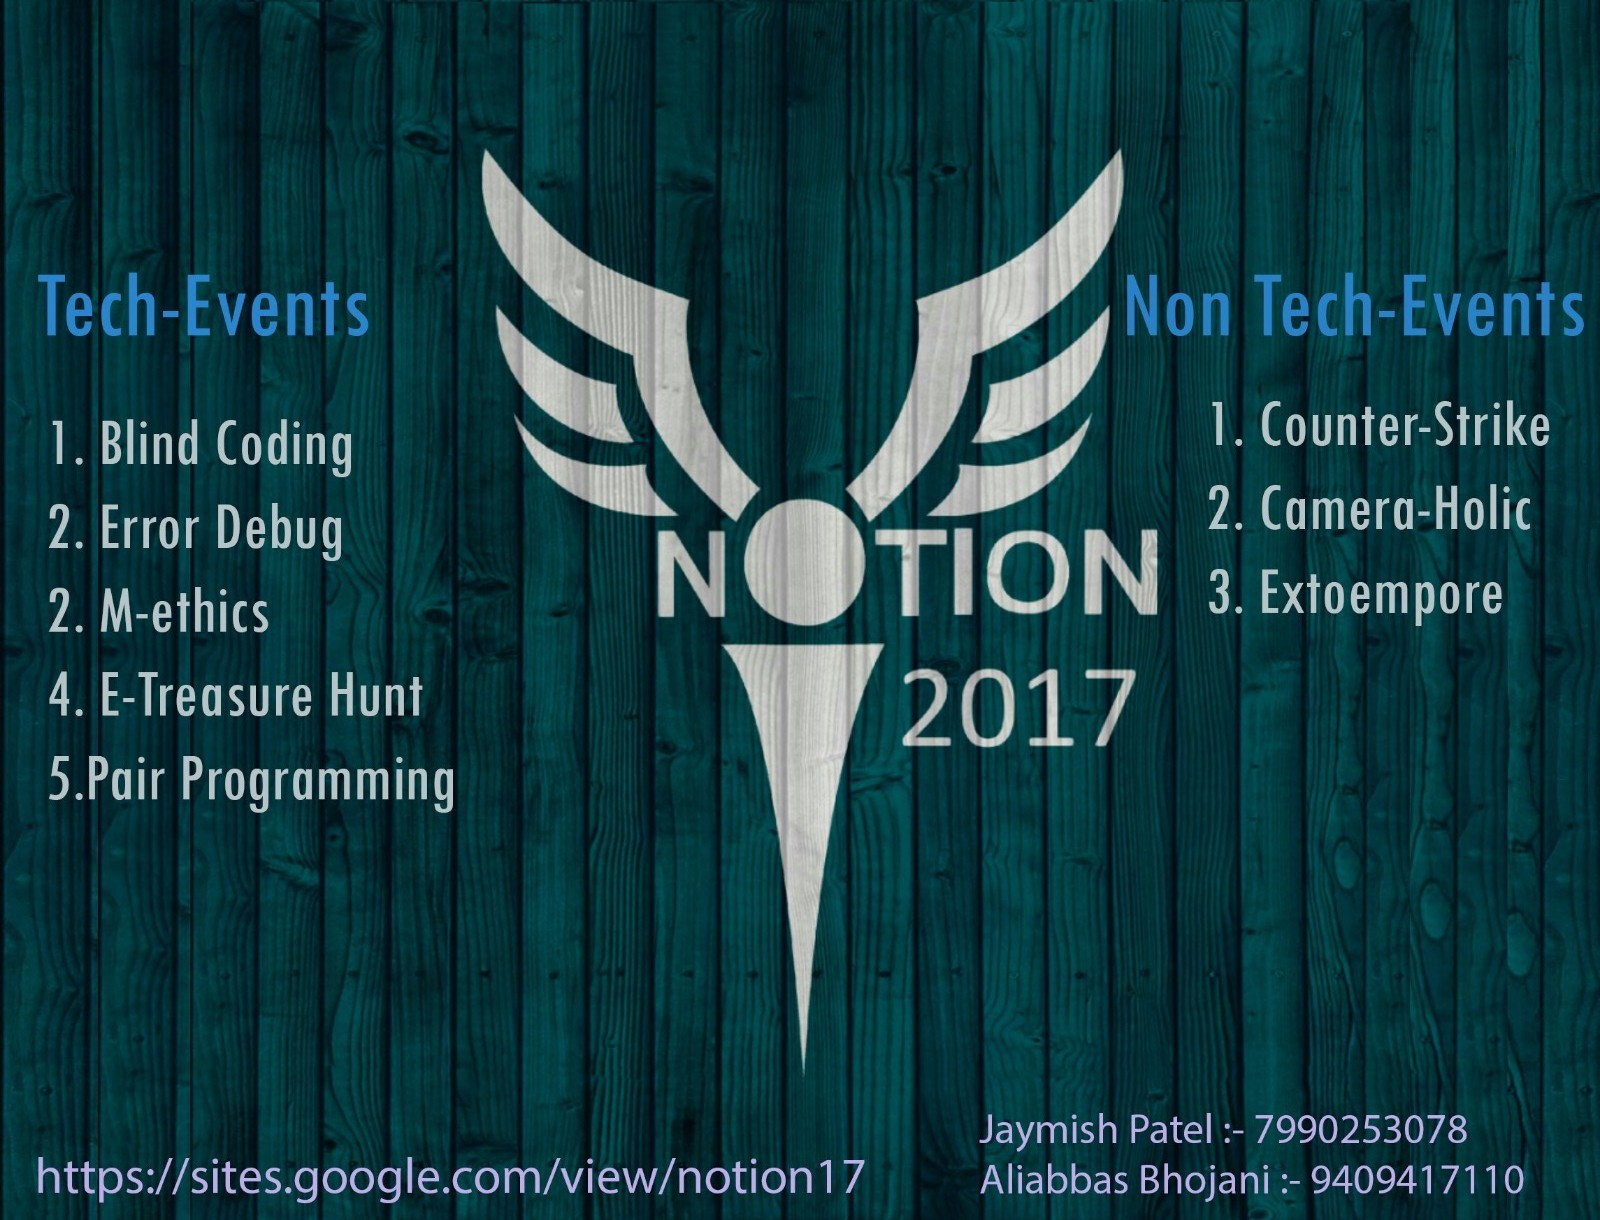 Tech-Events
1. Blind Coding
2. Error Debug
2. M-ethics
4. E-Treasure Hunt
5.Pair Programming
NOTION
2017
Non Tech-Events
1. Counter-Strike
2. Camera-Holic
3. Extoempore
https://sites.google.com/view/notion17
Jaymish Patel :- 7990253078
Aliabbas Bhojani :- 9409417110